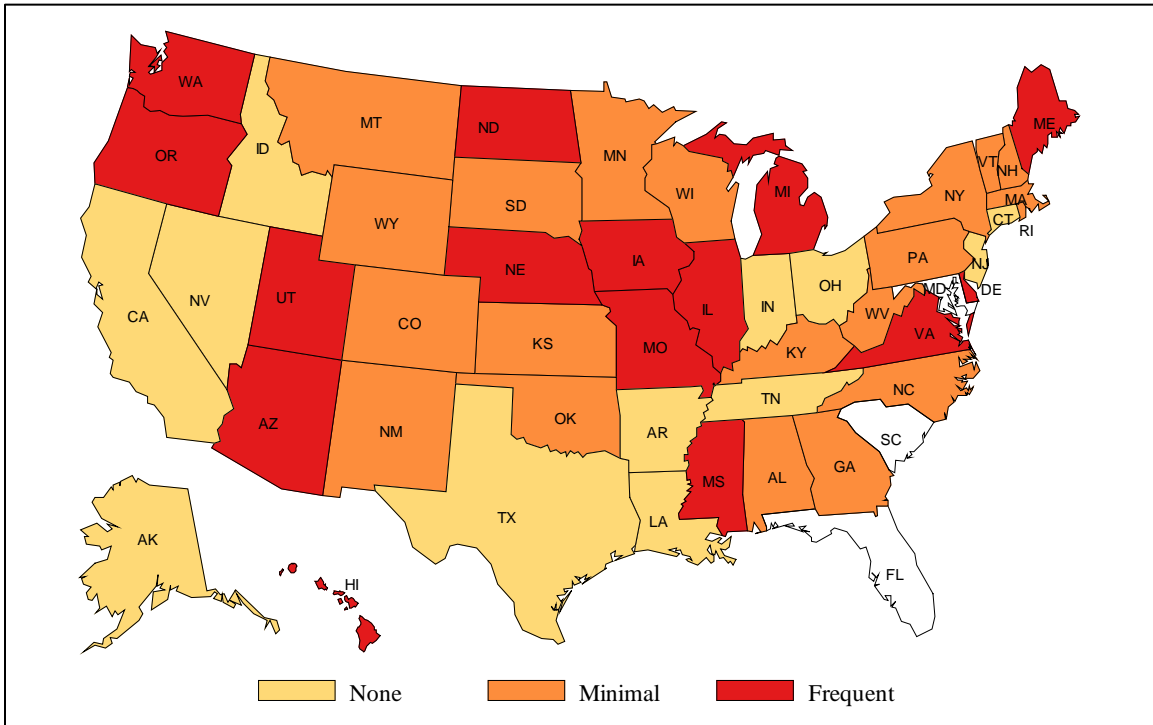 WA
MT
ND
MN
ME
OR
ID
WI
MI
VT
NH
SD
NY
MA
WY
CT
RI
PA
NE
IA
NJ
NV
UT
OH
MD
DE
IL
IN
CA
CO
WV
VA
KS
MO
KY
TN
NC
AZ
NM
OK
AR
SC
GA
MS
AL
TX
LA
AK
FL
HI
None
Minimal
Frequent